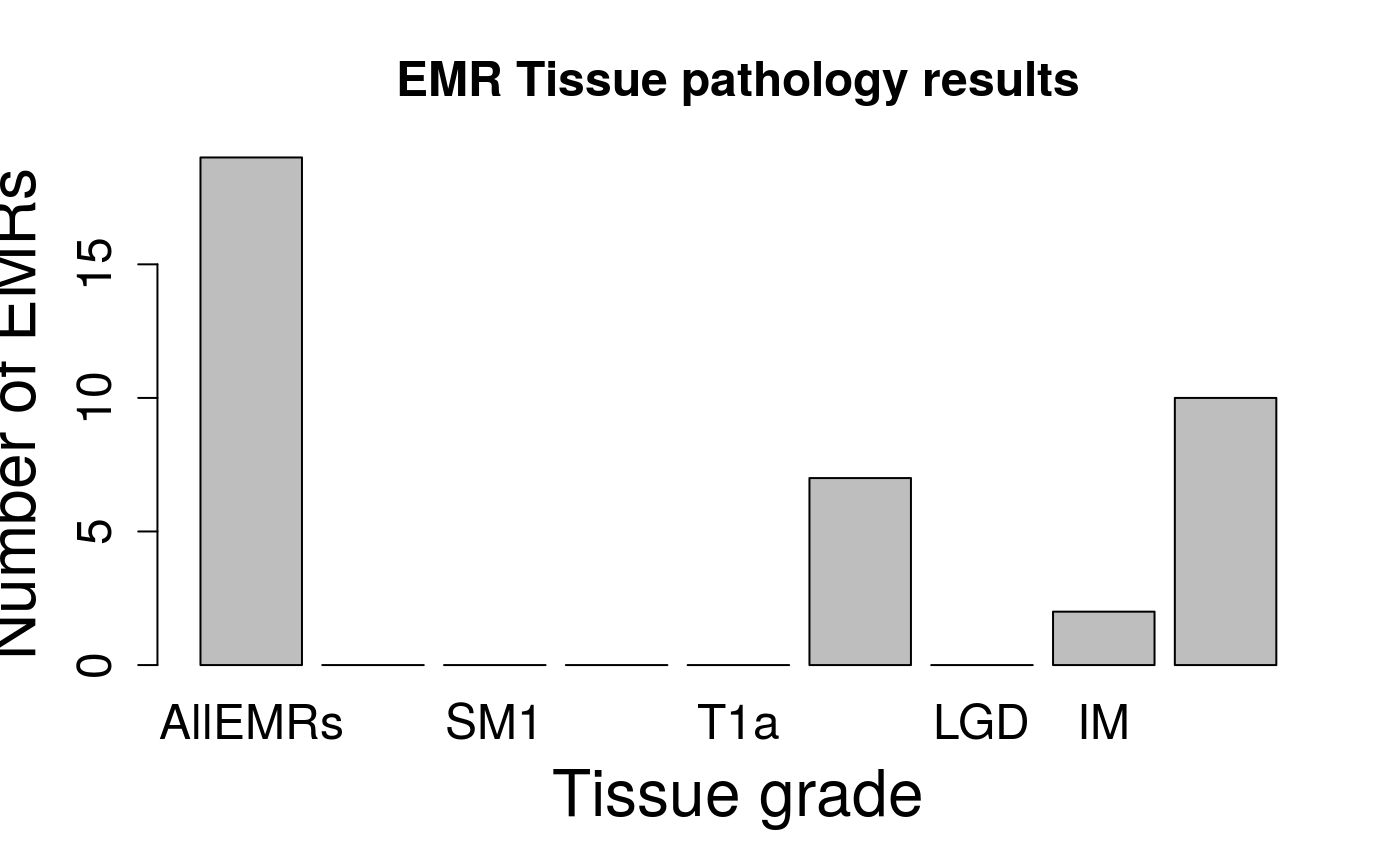 EMR Tissue pathology results
Number of EMRs
15
10
5
0
AllEMRs SM1 T1a LGD IM
Tissue grade